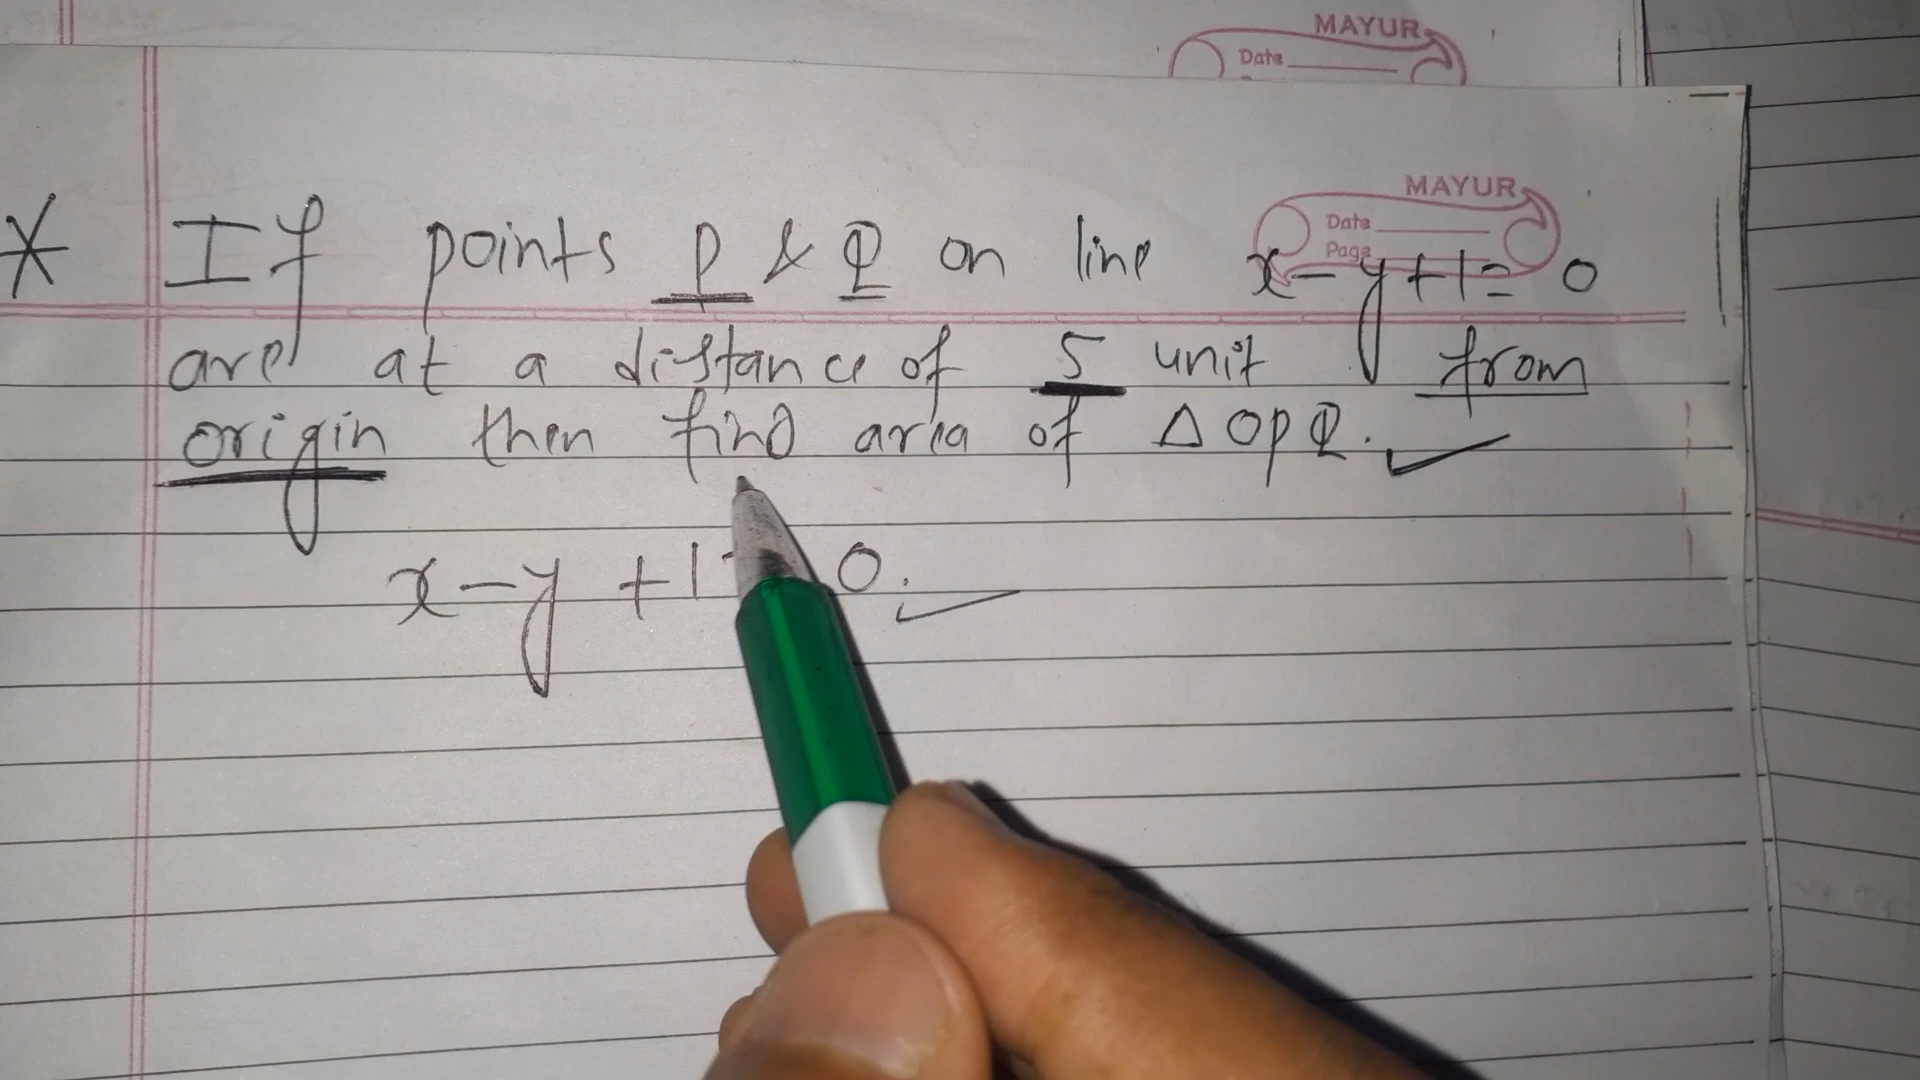 MAYUR
Date
MAYUR
Date
Page
* If points P & Q on line x-y+1=0
are at a distance of 5 unit from
origin then find area of Δ OPQ.
x-y+1= 0.